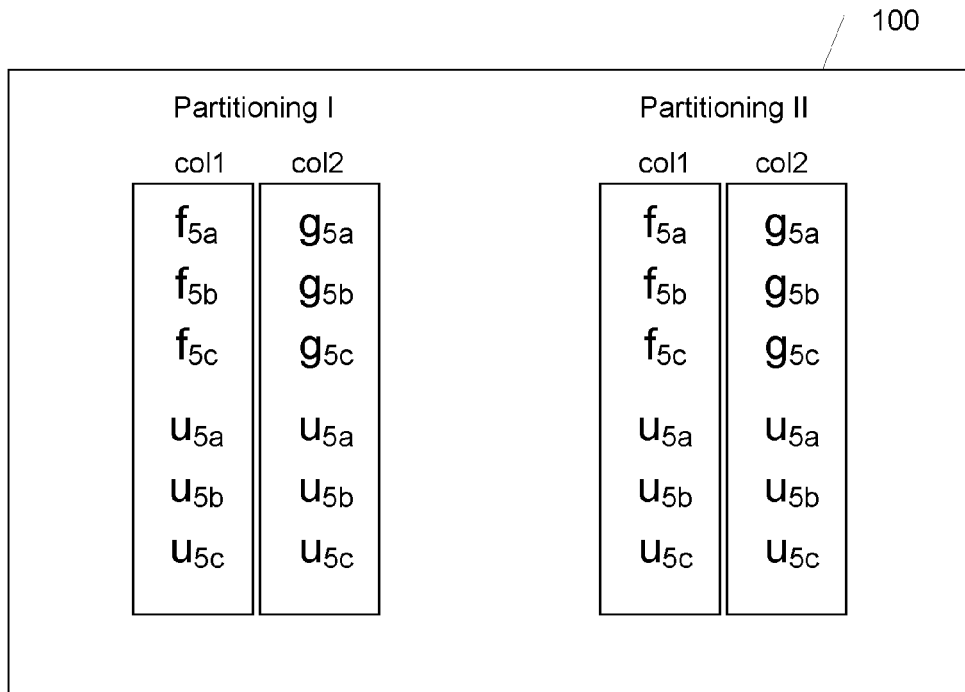 100
Partitioning I Partitioning II
col1 col2 col1 col2
f5a g5a f5a g5a
f5b g5b f5b g5b
f5c g5c f5c g5c
u5a u5a u5a u5a
u5b u5b u5b u5b
u5c u5c u5c u5c